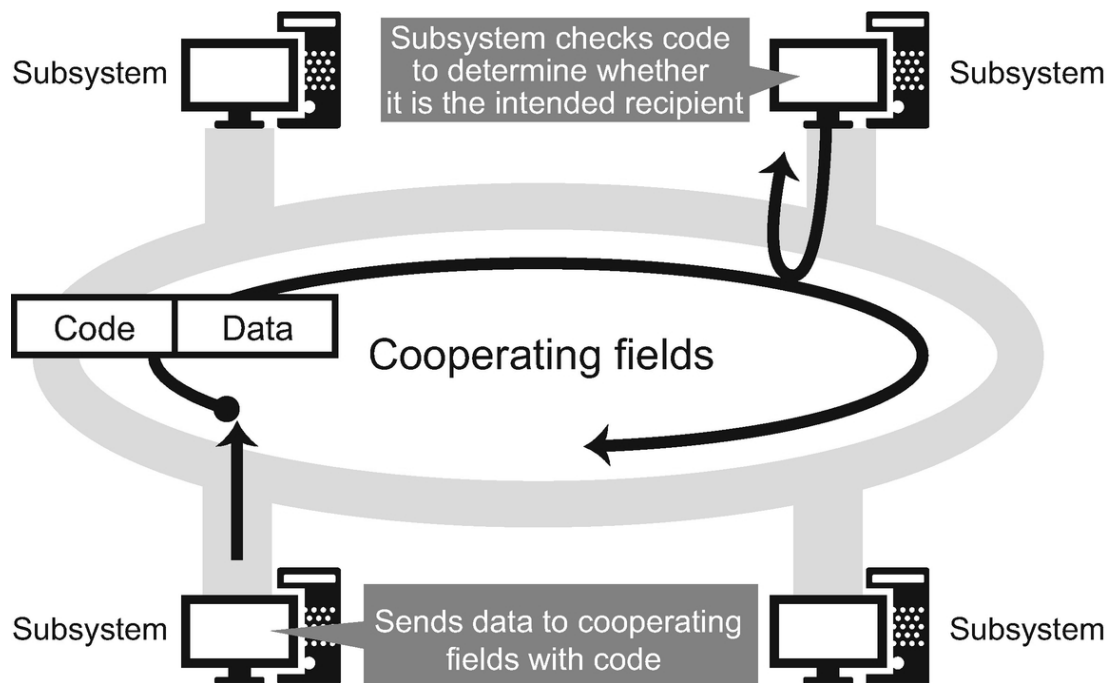 Subsystem
Subsystem checks code
to determine whether
it is the intended recipient
Subsystem
Code
Data
Cooperating fields
Subsystem
Sends data to cooperating
fields with code
Subsystem